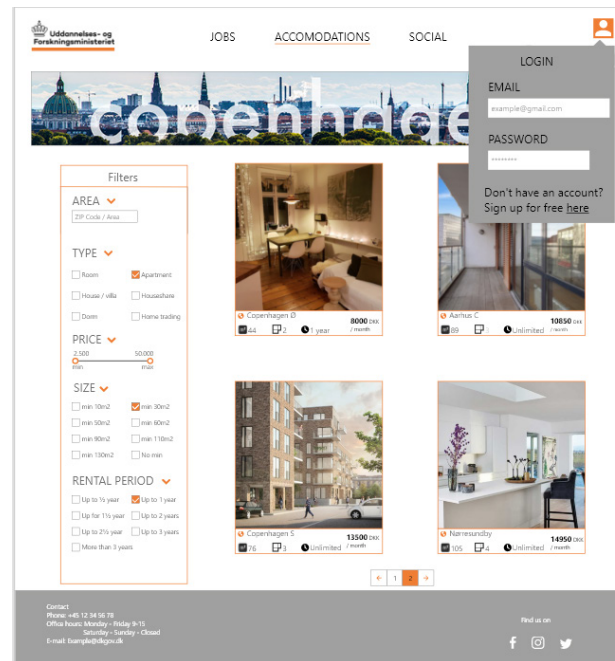 Uddannelses- og
Forskningsministeriet
JOBS
ACCOMODATIONS
SOCIAL
LOGIN
EMAIL
example@gmail.com
PASSWORD
********
Don't have an account?
Sign up for free here
copenhage
Filters
AREA
ZIP Code / Area
TYPE
Room
Apartment
House / villa
Houseshare
Dorm
Home trading
PRICE
2.500
50.000
min
max
SIZE
min 10m2
min 30m2
min 50m2
min 60m2
min 90m2
min 110m2
min 130m2
No min
RENTAL PERIOD
Up to ½ year
Up to 1 year
Up for 1½ year
Up to 2 years
Up to 2½ year
Up to 3 years
More than 3 years
Copenhagen Ø
8000 DKK
44
2
1 year
/ month
Aarhus C
10850 DKK
89
Unlimited
/ month
Copenhagen S
13500 DKK
76
3
Unlimited
/ month
Nørresundby
14950 DKK
105
4
Unlimited
/ month
1
2
Contact
Phone: +45 12 34 56 78
Office hours: Monday - Friday 9-15
Saturday - Sunday - Closed
E-mail: Example@dkgov.dk
Find us on